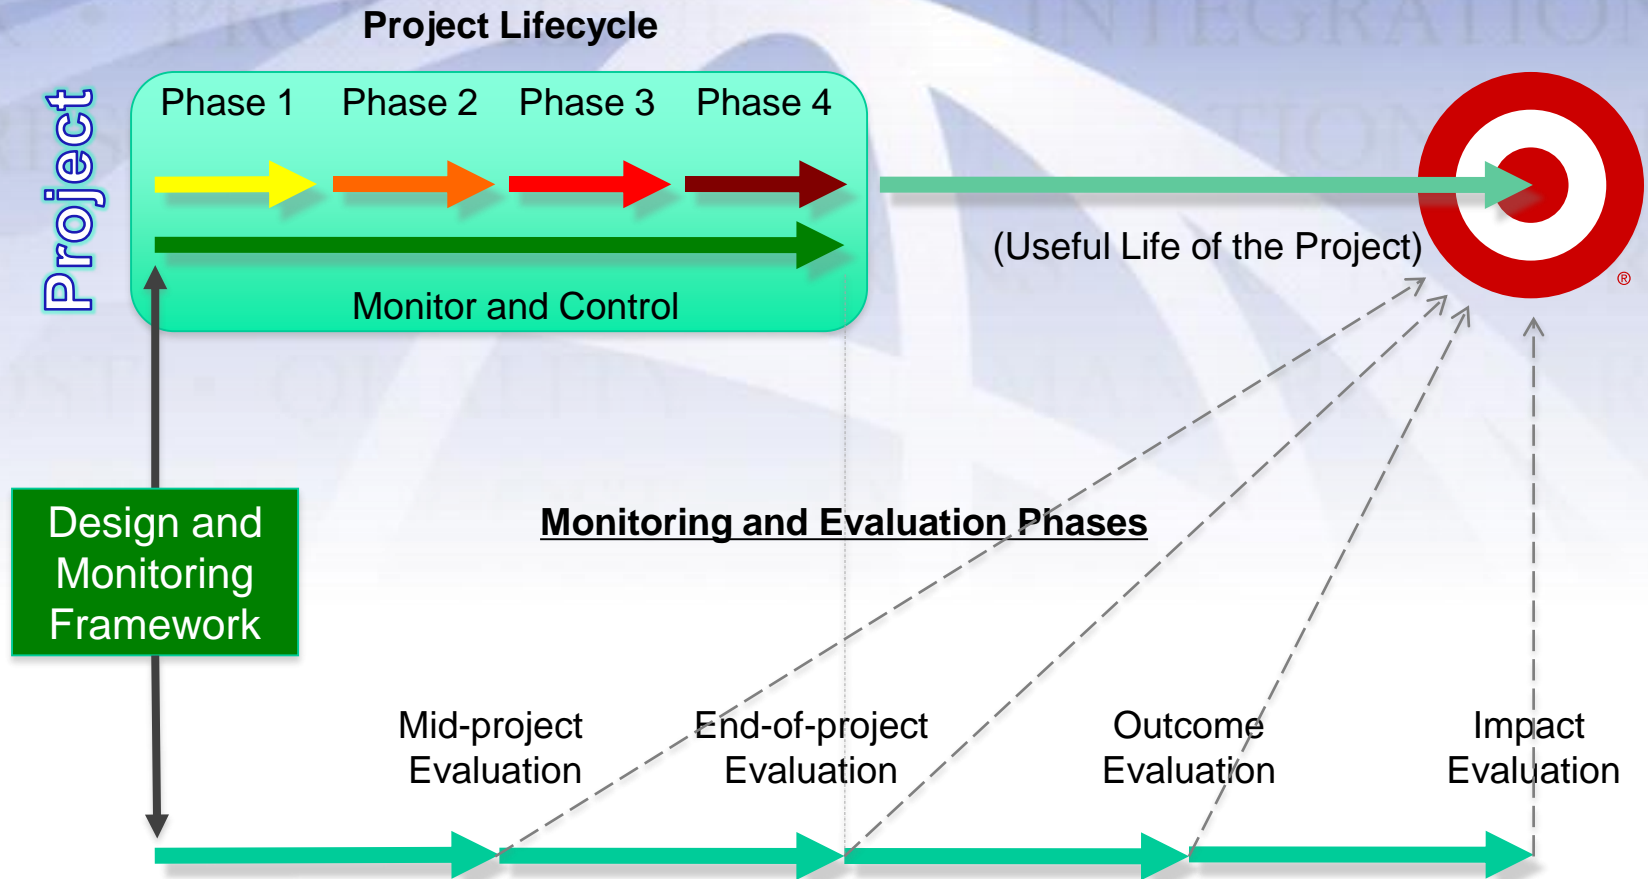 Project Lifecycle
Project
Phase 1 Phase 2 Phase 3 Phase 4
(Useful Life of the Project)
®
Monitor and Control
INTEGRATION
QUALITY
Design and
Monitoring
Framework
Monitoring and Evaluation Phases
Mid-project
Evaluation
End-of-project
Evaluation
Outcome
Evaluation
Impact
Evaluation